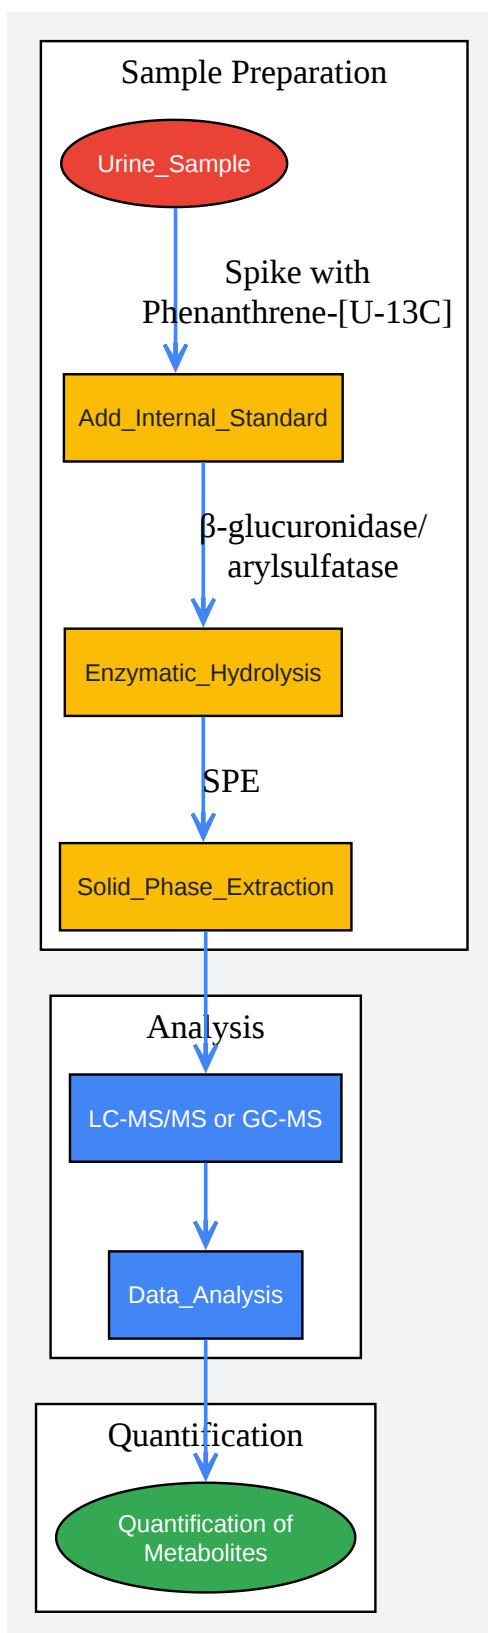 Sample Preparation
Urine_Sample
Spike with
Phenanthrene-[U-13C]
Add_Internal_Standard
β-glucuronidase/
arylsulfatase
Enzymatic_Hydrolysis
SPE
Solid_Phase_Extraction
Analysis
LC-MS/MS or GC-MS
Data_Analysis
Quantification
Quantification of
Metabolites